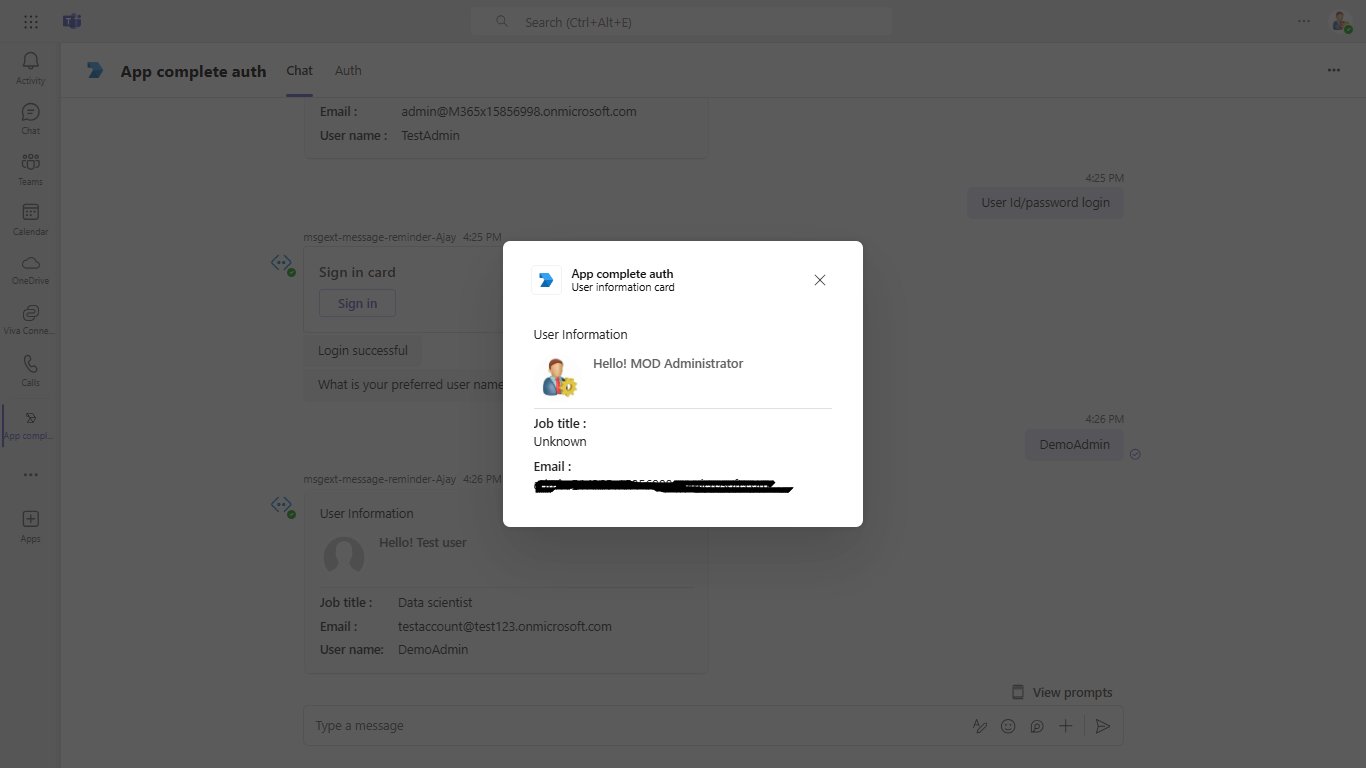 Search (Ctrl+Alt+E)
Activity
Chat
Teams
Calendar
OneDrive
Viva Conne...
Calls
App compl...
Apps
App complete auth
Chat
Auth
Email : admin@M365x15856998.onmicrosoft.com
User name : TestAdmin
4:25 PM
User Id/password login
msgext-message-reminder-Ajay 4:25 PM
Sign in card
Sign in
Login successful
What is your preferred user name
4:26 PM
DemoAdmin
msgext-message-reminder-Ajay 4:26 PM
User Information
Hello! Test user
Job title : Data scientist
Email : testaccount@test123.onmicrosoft.com
User name: DemoAdmin
View prompts
Type a message
App complete auth
User information card
User Information
Hello! MOD Administrator
Job title :
Unknown
Email :